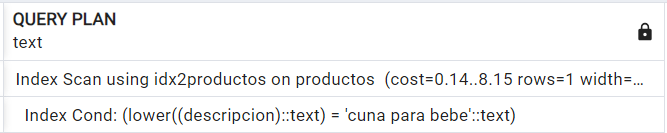 QUERY PLAN
text
Index Scan using idx2productos on productos (cost=0.14..8.15 rows=1 width=...
Index Cond: (lower((descripcion)::text) = 'cuna para bebe'::text)